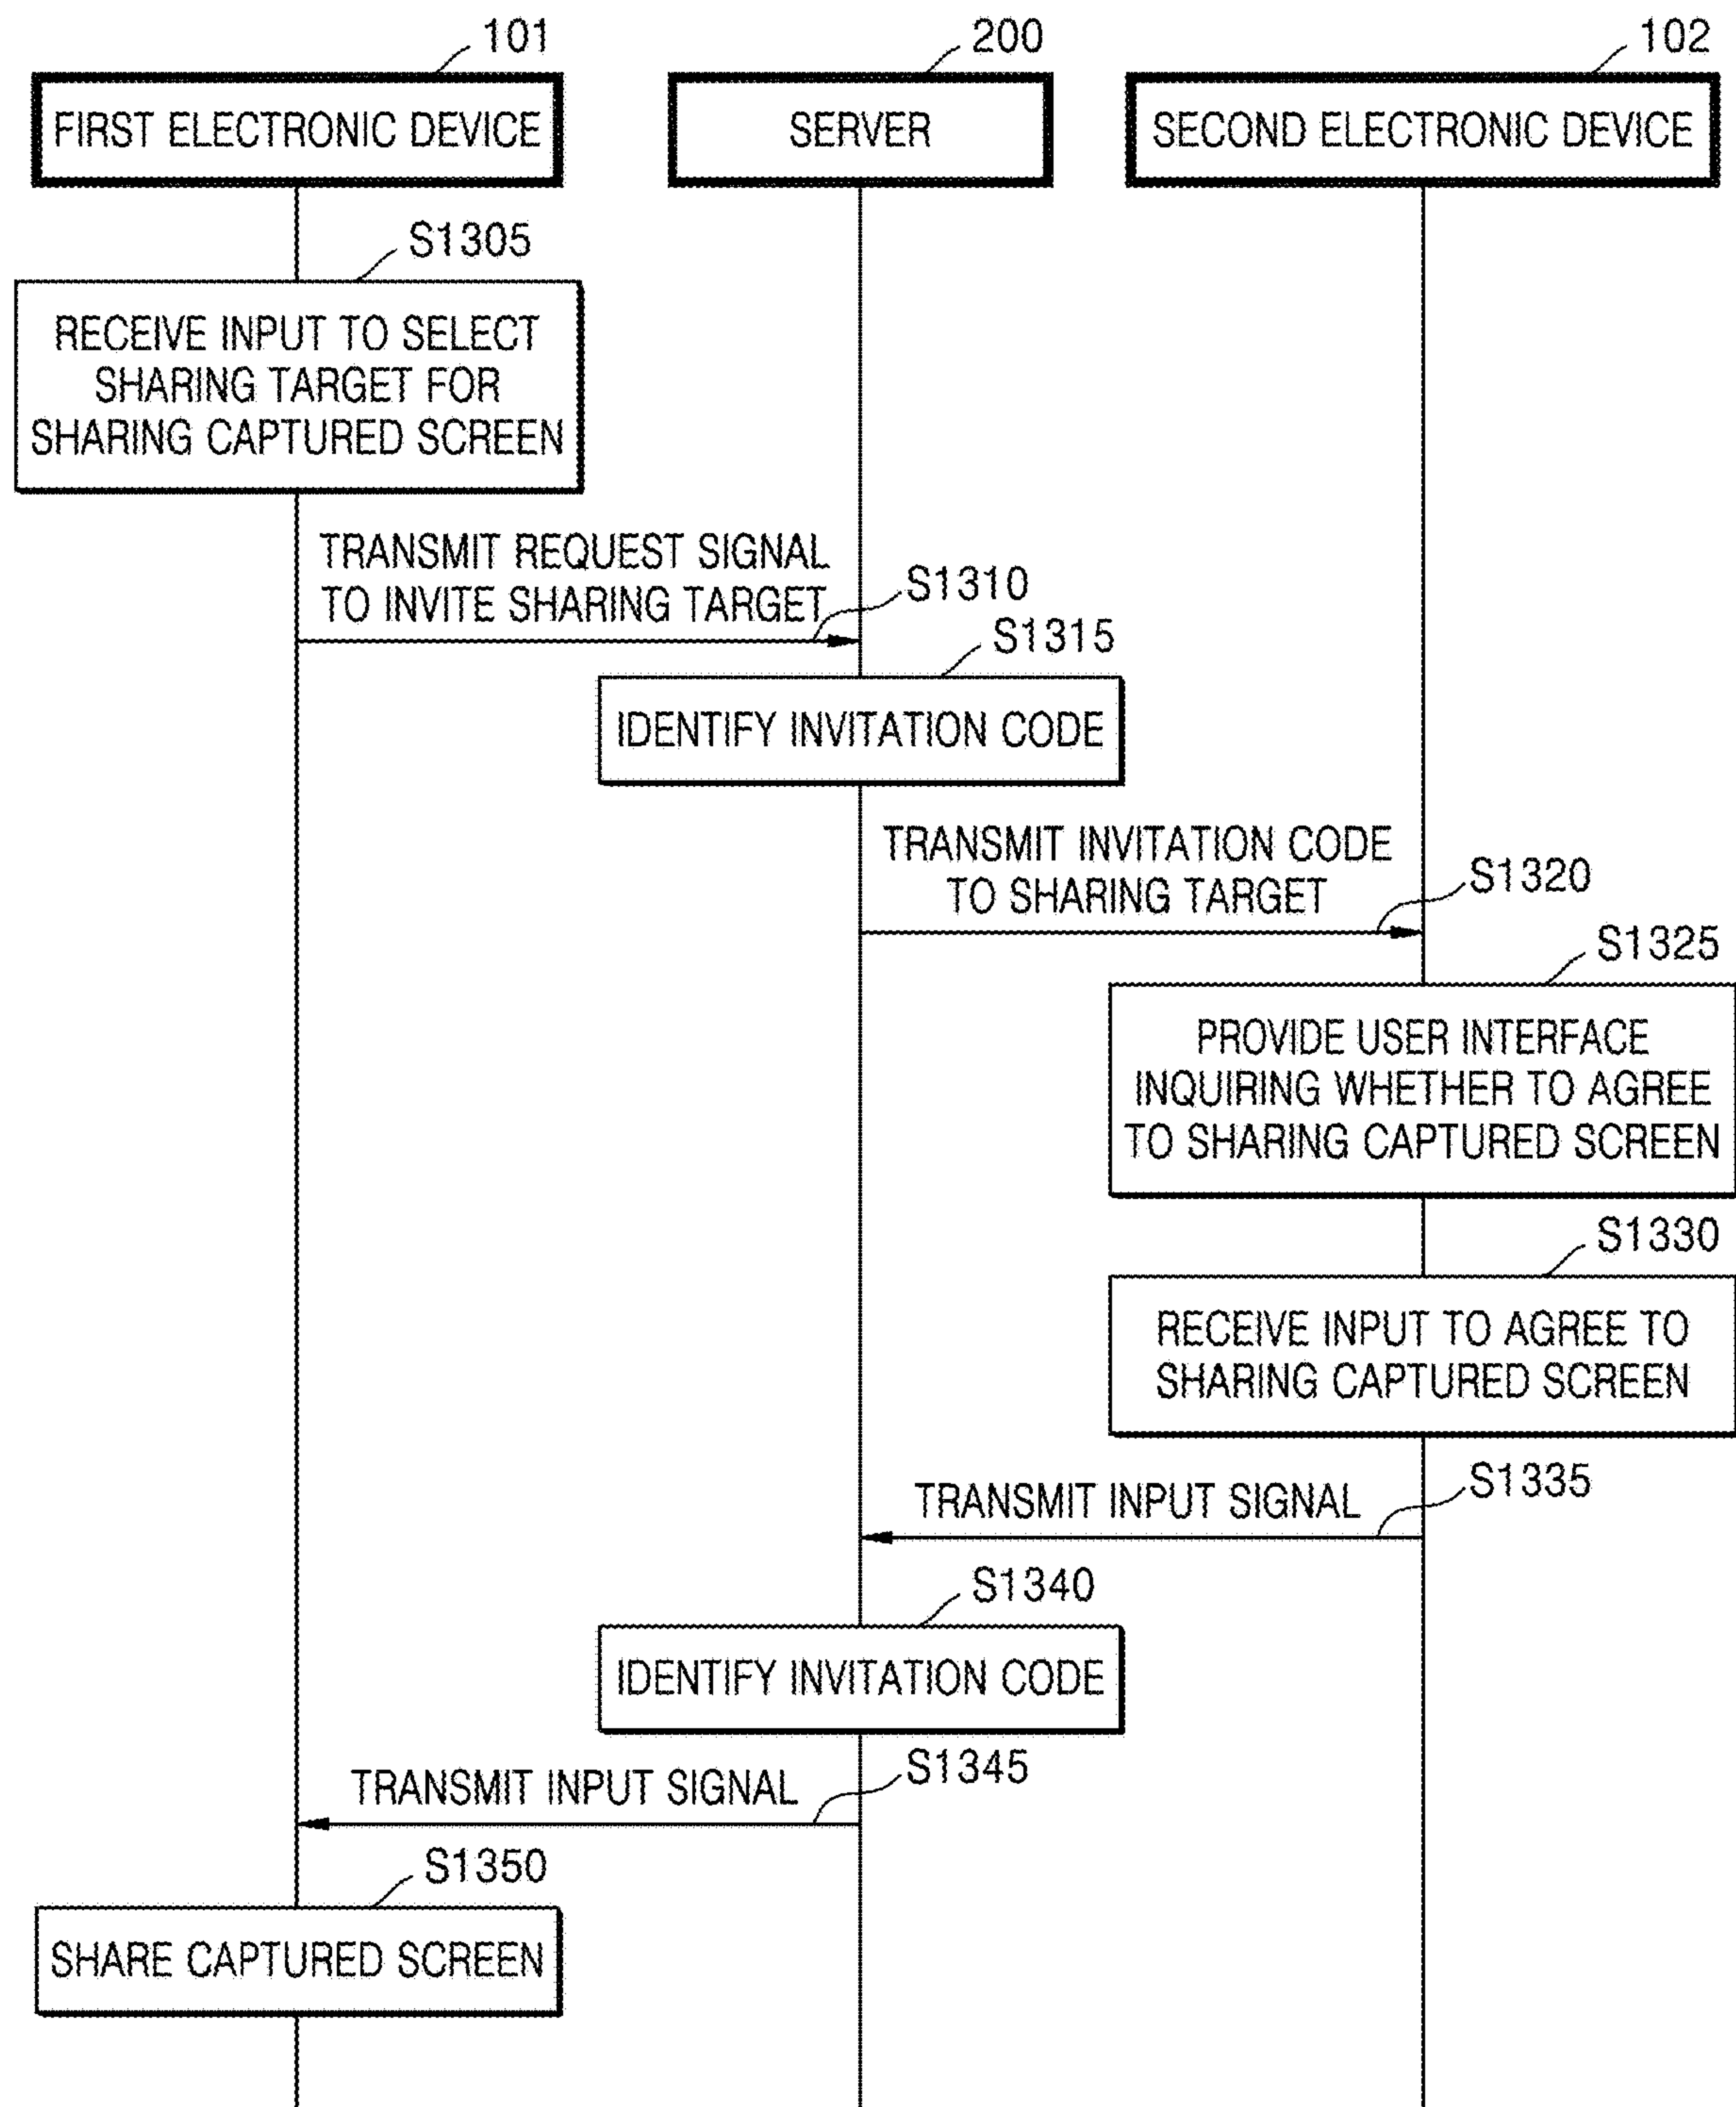 101
200
102
FIRST ELECTRONIC DEVICE
SERVER
SECOND ELECTRONIC DEVICE
S1305
RECEIVE INPUT TO SELECT
SHARING TARGET FOR
SHARING CAPTURED SCREEN
TRANSMIT REQUEST SIGNAL
TO INVITE SHARING TARGET
S1310
S1315
IDENTIFY INVITATION CODE
TRANSMIT INVITATION CODE
TO SHARING TARGET
S1320
S1325
PROVIDE USER INTERFACE
INQUIRING WHETHER TO AGREE
TO SHARING CAPTURED SCREEN
S1330
RECEIVE INPUT TO AGREE TO
SHARING CAPTURED SCREEN
TRANSMIT INPUT SIGNAL
S1335
S1340
IDENTIFY INVITATION CODE
TRANSMIT INPUT SIGNAL
S1345
S1350
SHARE CAPTURED SCREEN